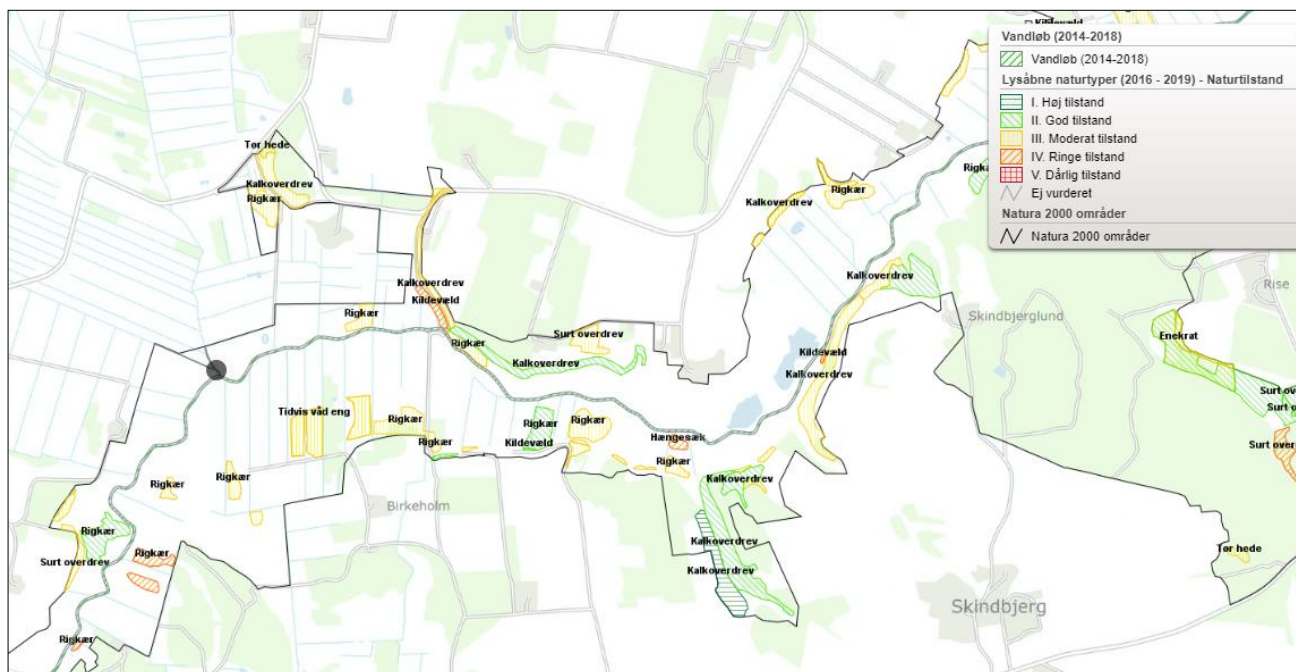 Kildevæld
Vandløb (2014-2018)
Vandløb (2014-2018)
Lysåbne naturtyper (2016 - 2019) - Naturtilstand
I. Høj tilstand
II. God tilstand
III. Moderat tilstand
IV. Ringe tilstand
V. Dårlig tilstand
Ej vurderet
Natura 2000 områder
Natura 2000 områder
Tør hede
Kalkoverdrev
Rigkær
Rigkær
Kalkoverdrev
Kalkoverdrev
Kalkoverdrev
Kildevæld
Rise
Rigkær
Skindbjerglund
Surt overdrev
Enekrat
Rigkær
Kalkoverdrev
Kildevæld
Kalkoverdrev
Tidvis våd eng
Rigkær
Rigkær
Rigkær
Rigkær
Kildevæld
Hængesæk
Rigkær
Rigkær
Rigkær
Kalkoverdrev
Birkeholm
Rigkær
Rigkær
Surt overdrev
Kalkoverdrev
Kalkoverdrev
Tør hede
Skindbjerg
Rigkær